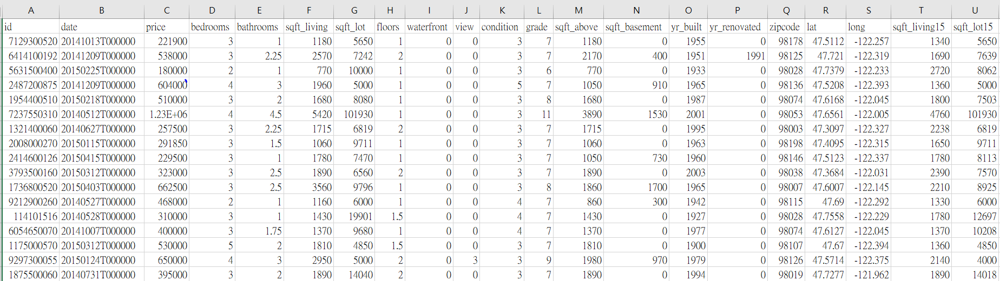 A B C D E F G H I J K L M N O P Q R S T U
id date price bedrooms bathrooms sqft_living sqft_lot floors waterfront view condition grade sqft_above sqft_basement yr_built yr_renovated zipcode lat long sqft_living15 sqft_lot15
7129300520 20141013T000000 221900 3 1 1180 5650 1 0 0 3 7 1180 0 1955 0 98178 47.5112 -122.257 1340 5650
6414100192 20141209T000000 538000 3 2.25 2570 7242 2 0 0 3 7 2170 400 1951 1991 98125 47.721 -122.319 1690 7639
5631500400 20150225T000000 180000 2 1 770 10000 1 0 0 3 6 770 0 1933 0 98028 47.7379 -122.233 2720 8062
2487200875 20141209T000000 604000 4 3 1960 5000 1 0 0 5 7 1050 910 1965 0 98136 47.5208 -122.393 1360 5000
1954400510 20150218T000000 510000 3 2 1680 8080 1 0 0 3 8 1680 0 1987 0 98074 47.6168 -122.045 1800 7503
7237550310 20140512T000000 1.23E+06 4 4.5 5420 101930 1 0 0 3 11 3890 1530 2001 0 98053 47.6561 -122.005 4760 101930
1321400060 20140627T000000 257500 3 2.25 1715 6819 2 0 0 3 7 1715 0 1995 0 98003 47.3097 -122.327 2238 6819
2008000270 20150115T000000 291850 3 1.5 1060 9711 1 0 0 3 7 1060 0 1963 0 98198 47.4095 -122.315 1650 9711
2414600126 20150415T000000 229500 3 1 1780 7470 1 0 0 3 7 1050 730 1960 0 98146 47.5123 -122.337 1780 8113
3793500160 20150312T000000 323000 3 2.5 1890 6560 2 0 0 3 7 1890 0 2003 0 98038 47.3684 -122.031 2390 7570
1736800520 20150403T000000 662500 3 2.5 3560 9796 1 0 0 3 8 1860 1700 1965 0 98007 47.6007 -122.145 2210 8925
9212900260 20140527T000000 468000 2 1 1160 6000 1 0 0 4 7 860 300 1942 0 98115 47.69 -122.292 1330 6000
114101516 20140528T000000 310000 3 1 1430 19901 1.5 0 0 4 7 1430 0 1927 0 98028 47.7558 -122.229 1780 12697
6054650070 20141007T000000 400000 3 1.75 1370 9680 1 0 0 4 7 1370 0 1977 0 98074 47.6127 -122.045 1370 10208
1175000570 20150312T000000 530000 5 2 1810 4850 1.5 0 0 3 7 1810 0 1900 0 98107 47.67 -122.394 1360 4850
9297300055 20150124T000000 650000 4 3 2950 5000 2 0 3 3 9 1980 970 1979 0 98126 47.5714 -122.375 2140 4000
1875500060 20140731T000000 395000 3 2 1890 14040 2 0 0 3 7 1890 0 1994 0 98019 47.7277 -121.962 1890 14018